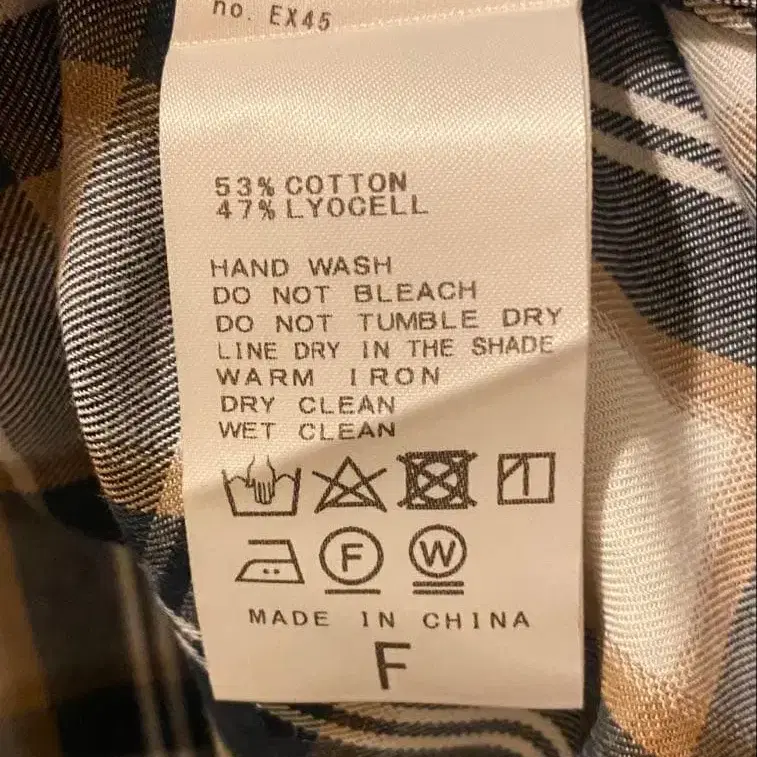 no. EX45
53% COTTON
47% LYOCELL
HAND WASH
DO NOT BLEACH
DO NOT TUMBLE DRY
LINE DRY IN THE SHADE
WARM IRON
DRY CLEAN
WET CLEAN
F W
MADE IN CHINA
F